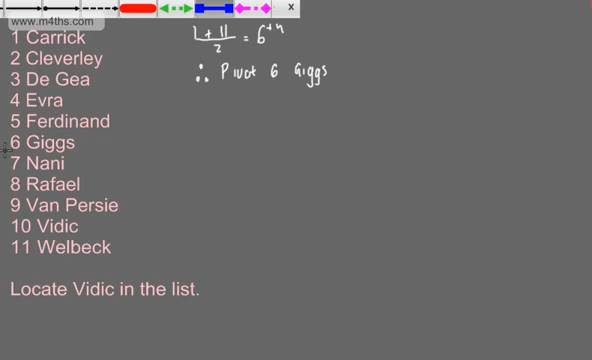 x
www.m4ths.com
1 Carrick
2 Cleverley
3 De Gea
4 Evra
5 Ferdinand
6 Giggs
7 Nani
8 Rafael
9 Van Persie
10 Vidic
11 Welbeck
Locate Vidic in the list.
1 + 11
2
= 6th
∴ Pivot 6 Giggs